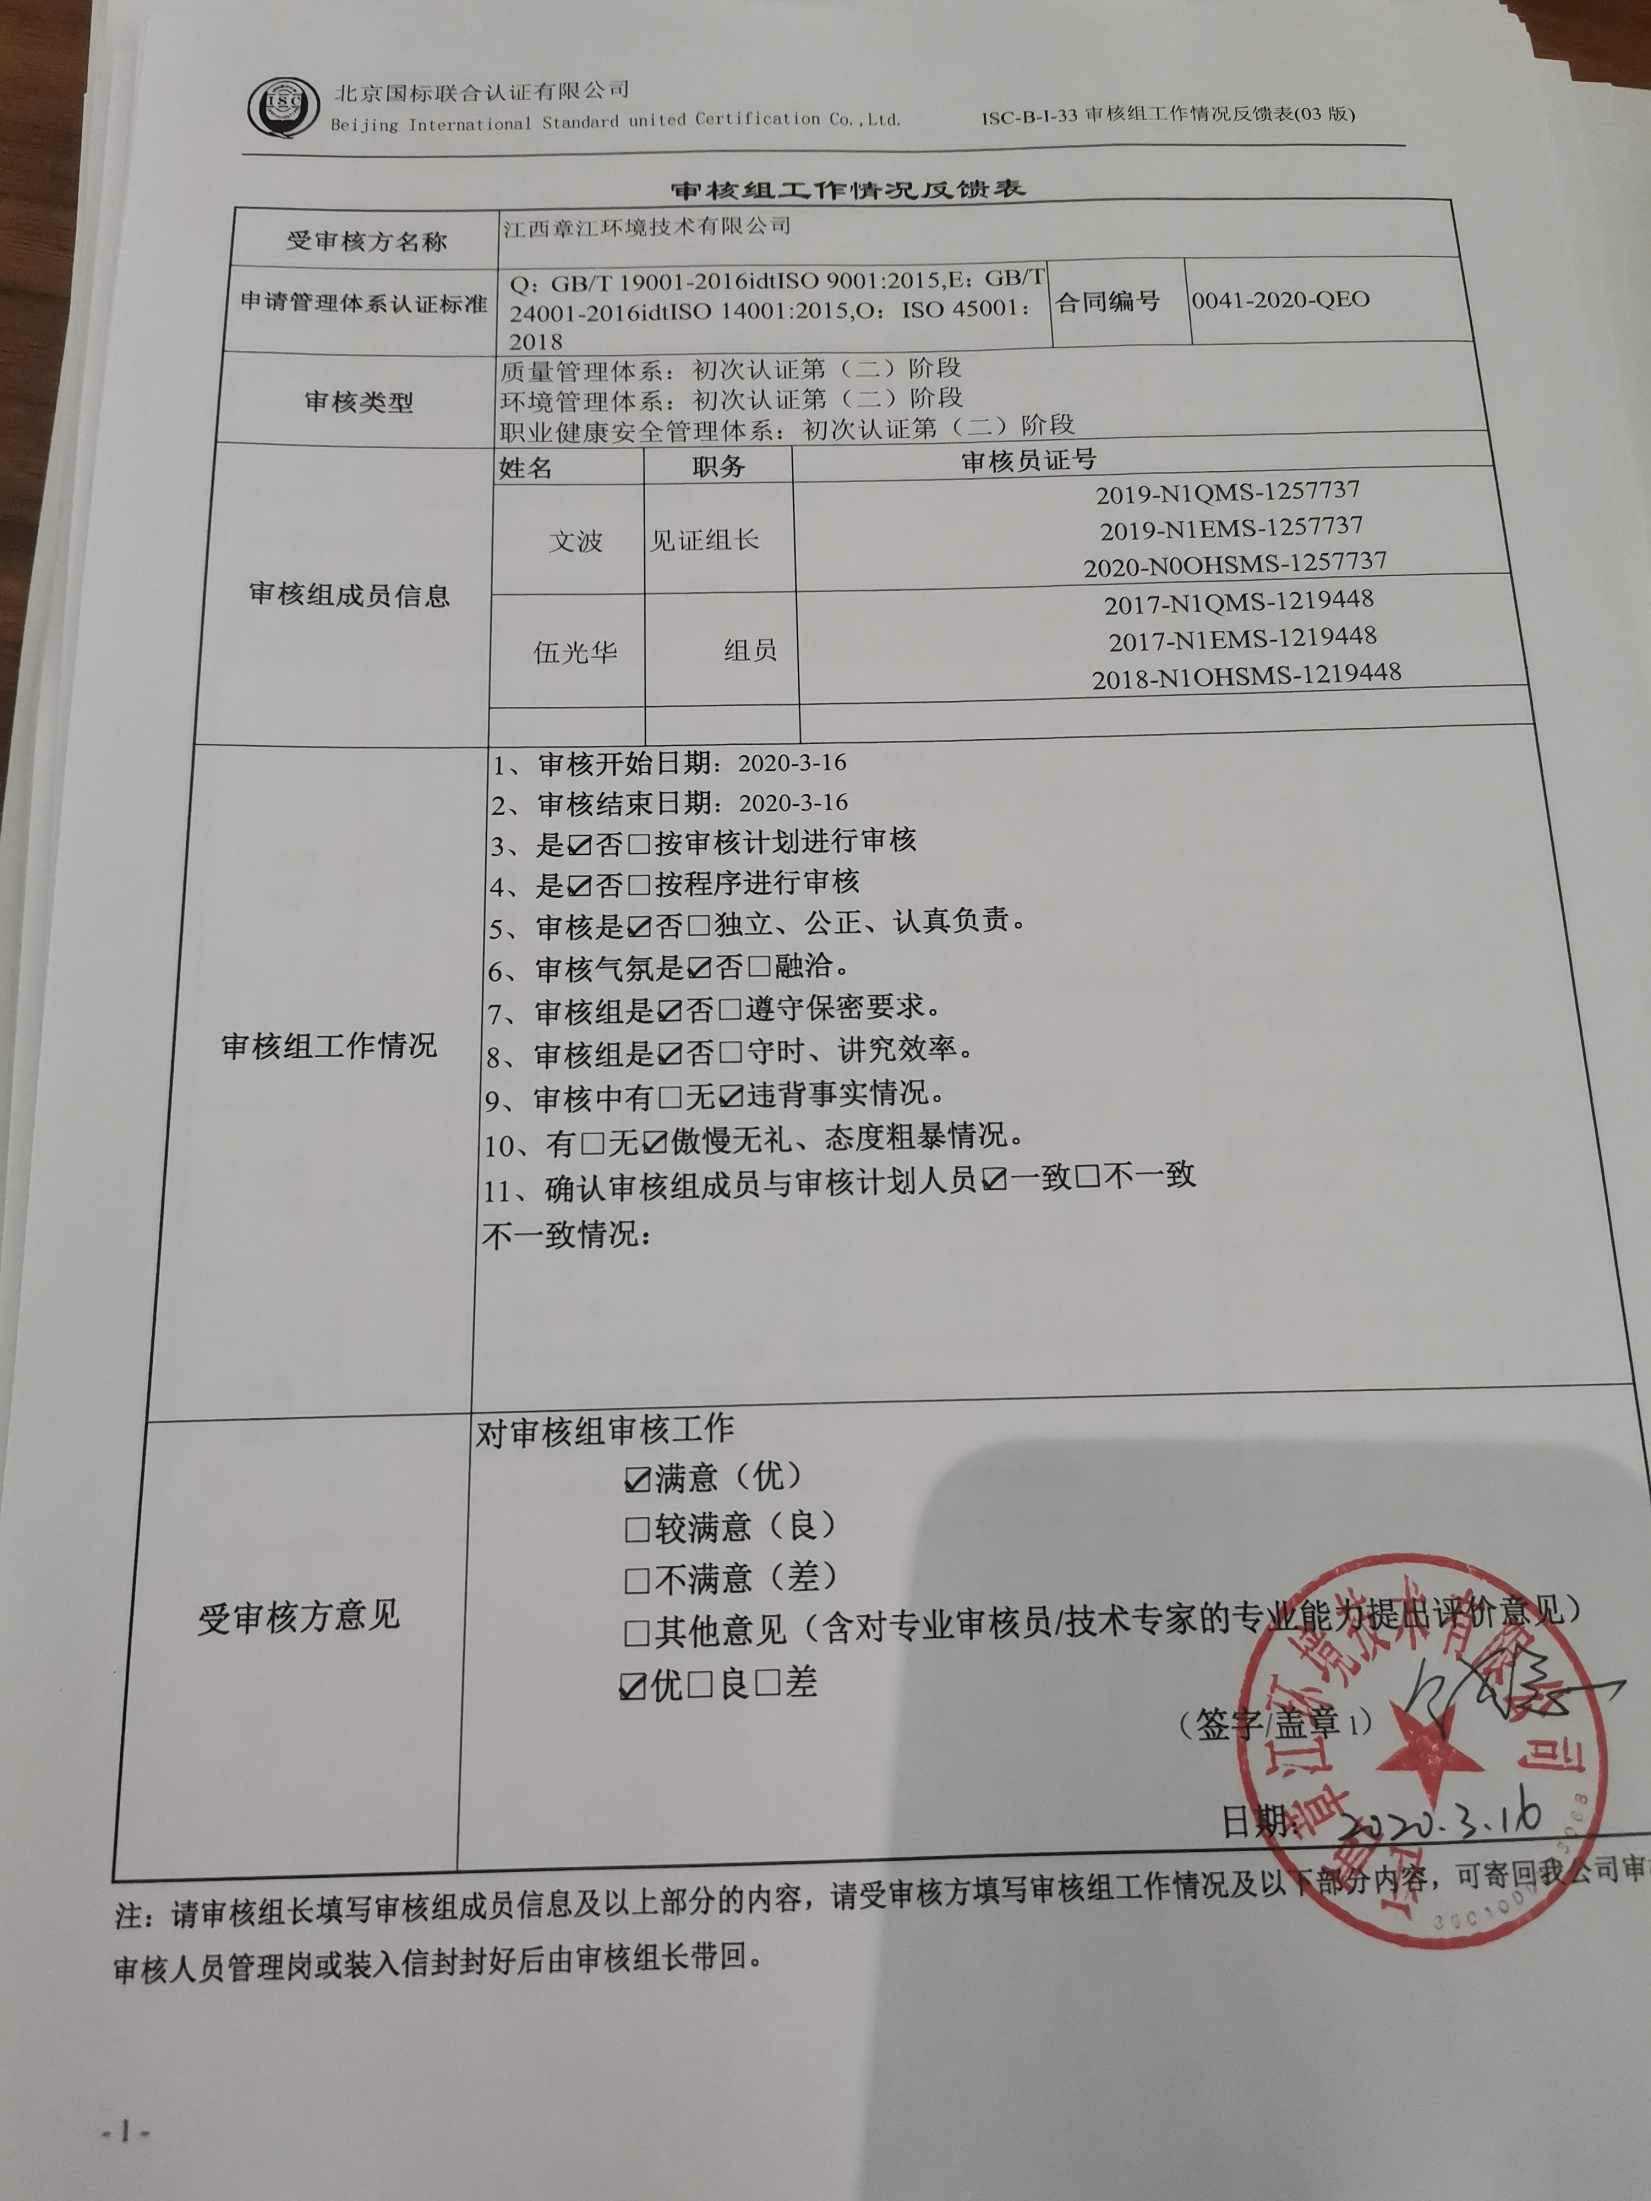 北京国标联合认证有限公司
Beijing International Standard united Certification Co.,Ltd.
ISC-B-I-33 审核组工作情况反馈表(03 版)
ISC
审核组工作情况反馈表
受审核方名称
江西章江环境技术有限公司
申请管理体系认证标准
Q：GB/T 19001-2016idtISO 9001:2015,E：GB/T
24001-2016idtISO 14001:2015,O：ISO 45001：
2018
合同编号
0041-2020-QEO
审核类型
质量管理体系：初次认证第（二）阶段
环境管理体系：初次认证第（二）阶段
职业健康安全管理体系：初次认证第（二）阶段
审核组成员信息
姓名 职务 审核员证号
文波 见证组长
2019-N1QMS-1257737
2019-N1EMS-1257737
2020-N0OHSMS-1257737
伍光华 组员
2017-N1QMS-1219448
2017-N1EMS-1219448
2018-N1OHSMS-1219448
审核组工作情况
1、审核开始日期：2020-3-16
2、审核结束日期：2020-3-16
3、是☑否□按审核计划进行审核
4、是☑否□按程序进行审核
5、审核是☑否□独立、公正、认真负责。
6、审核气氛是☑否□融洽。
7、审核组是☑否□遵守保密要求。
8、审核组是☑否□守时、讲究效率。
9、审核中有□无☑违背事实情况。
10、有□无☑傲慢无礼、态度粗暴情况。
11、确认审核组成员与审核计划人员☑一致□不一致
不一致情况：
受审核方意见
对审核组审核工作
☑满意（优）
□较满意（良）
□不满意（差）
□其他意见（含对专业审核员/技术专家的专业能力提出评价意见）
☑优□良□差
（签字/盖章1）
日期：2020.3.16
江西章江环境技术有限公司
注：请审核组长填写审核组成员信息及以上部分的内容，请受审核方填写审核组工作情况及以下部分内容，可寄回我公司审
审核人员管理岗或装入信封封好后由审核组长带回。
-1-